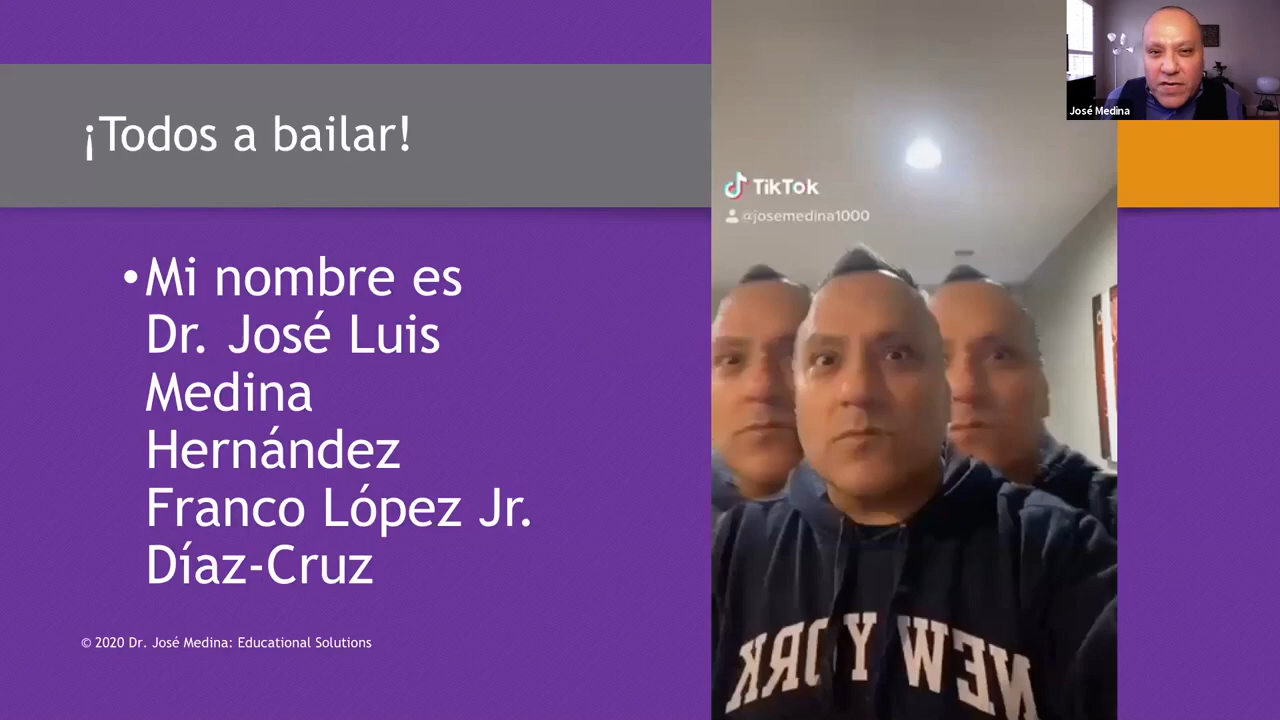 ¡Todos a bailar!
•Mi nombre es
Dr. José Luis
Medina
Hernández
Franco López Jr.
Díaz-Cruz
© 2020 Dr. José Medina: Educational Solutions
TikTok
@josemedina1000
NEW YORK
José Medina